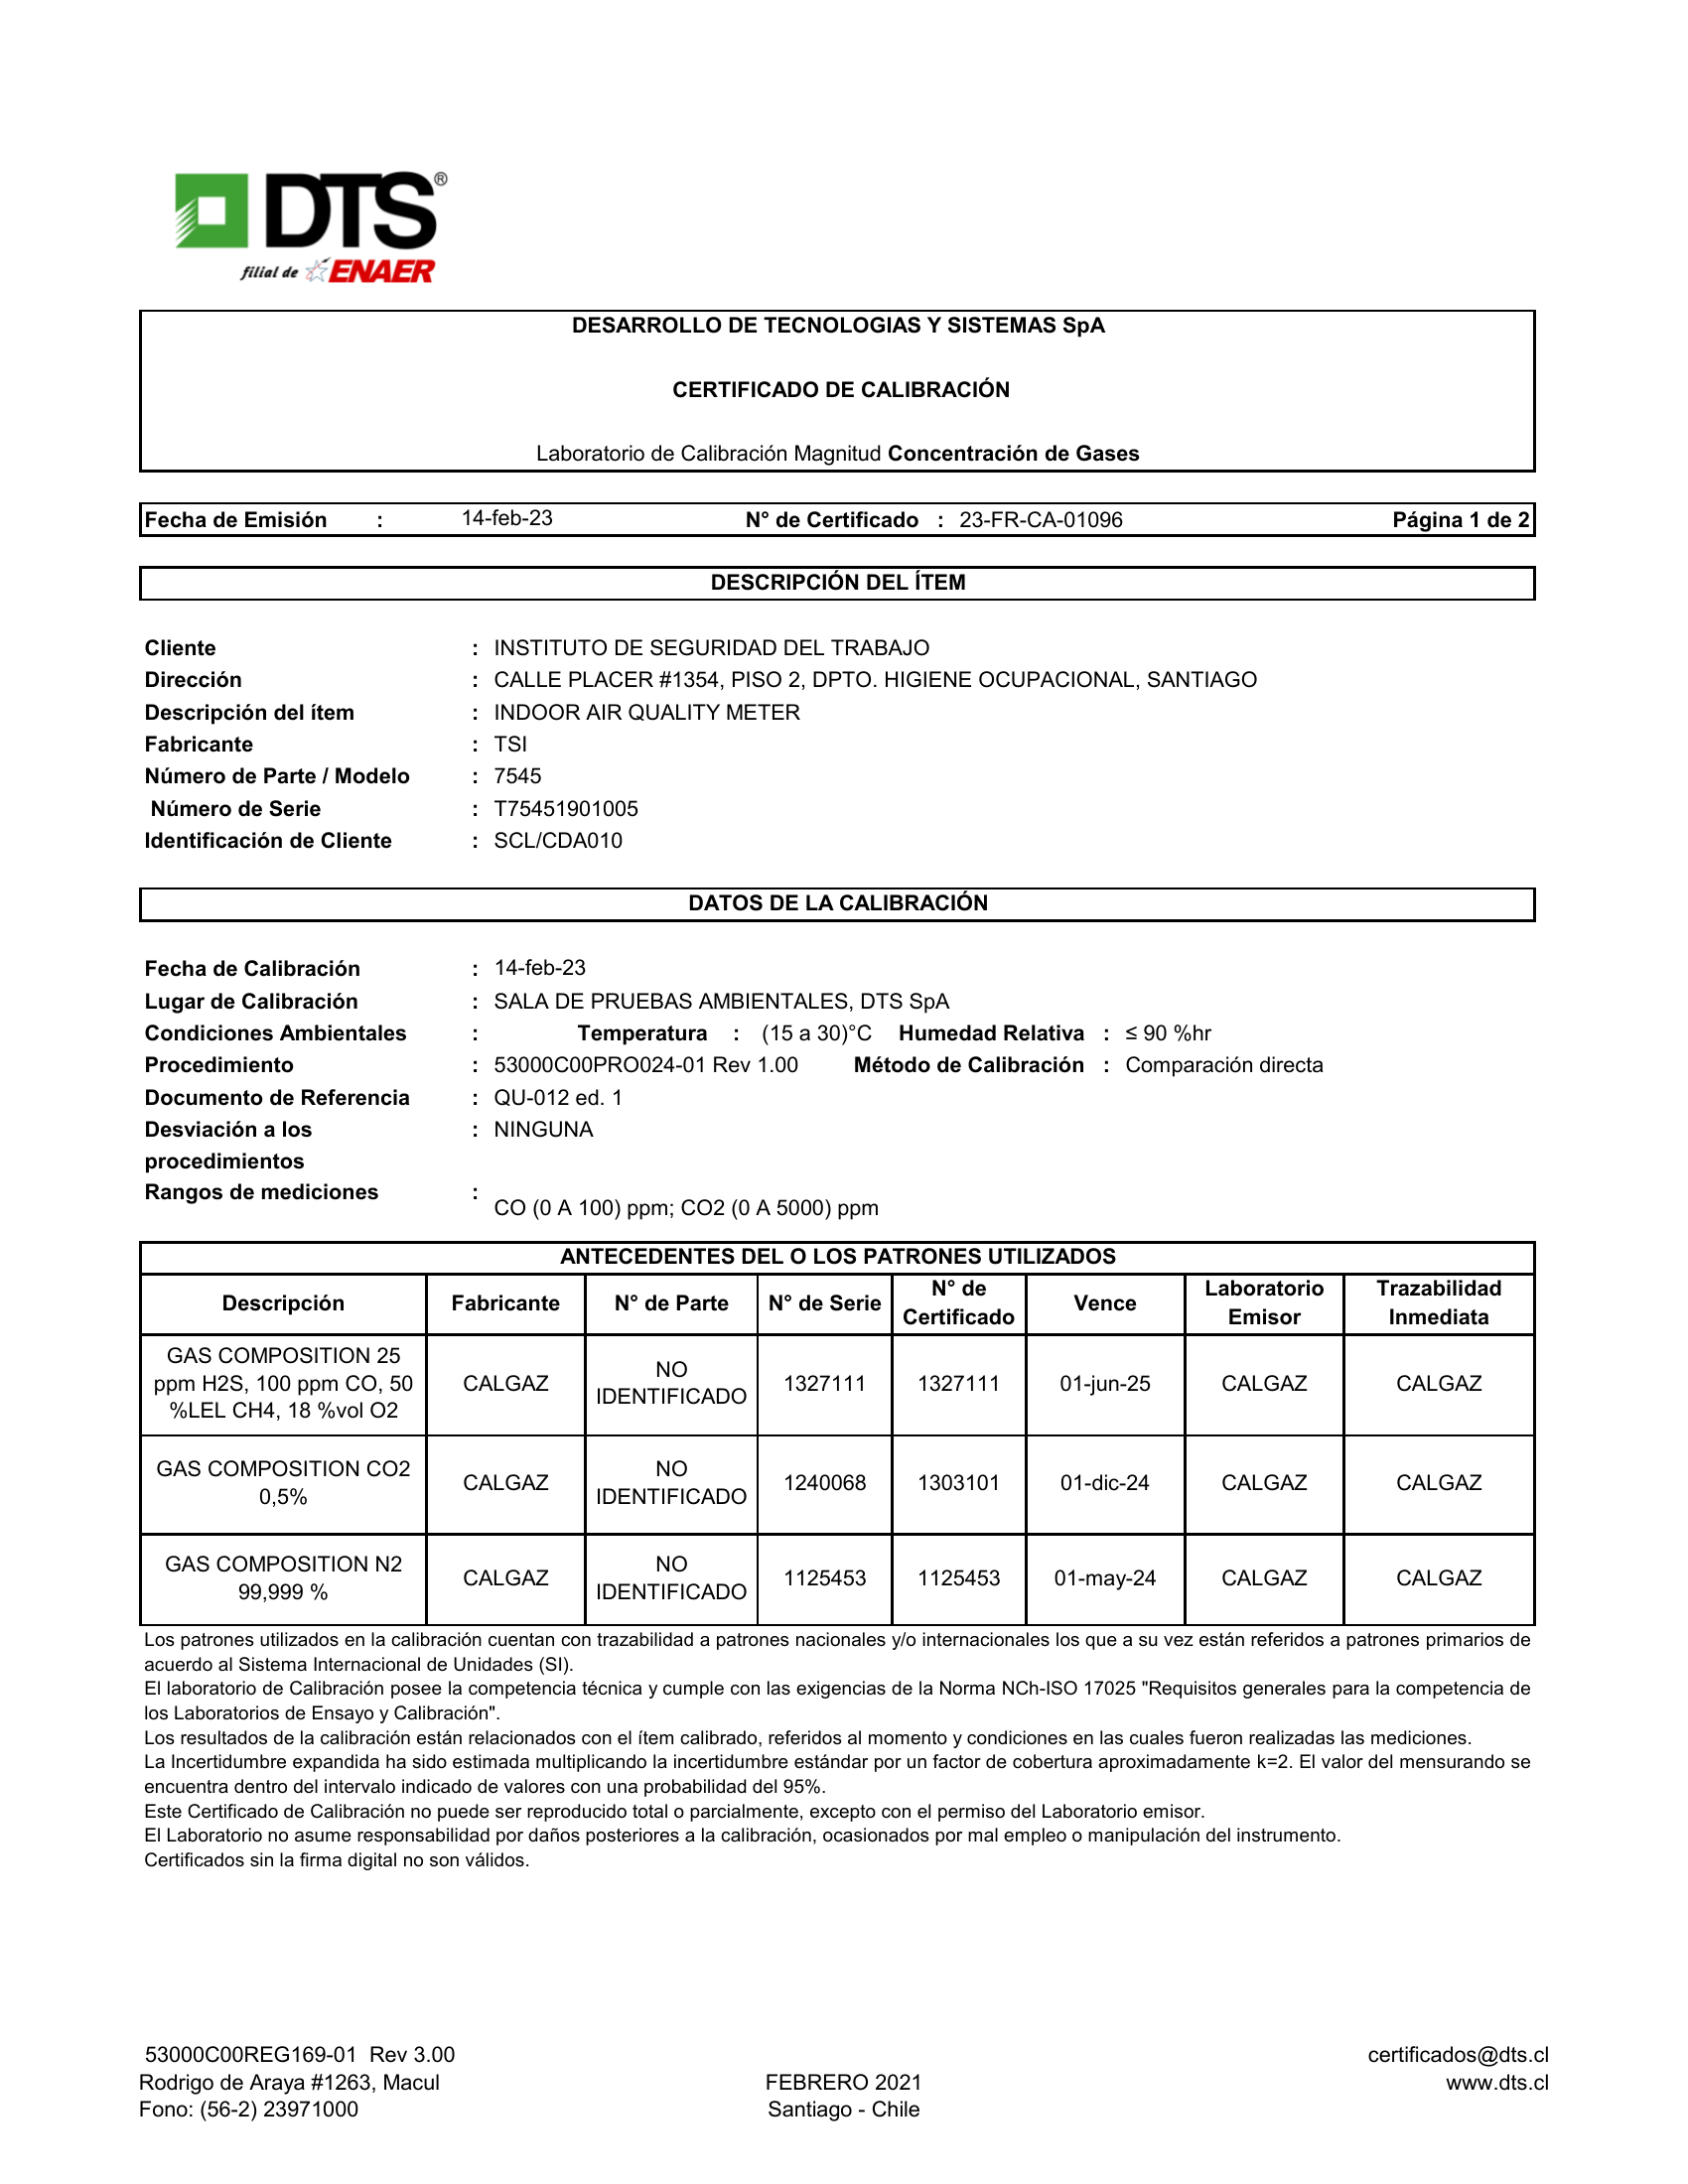 DTS®
filial de ENAER
DESARROLLO DE TECNOLOGIAS Y SISTEMAS SpA
CERTIFICADO DE CALIBRACIÓN
Laboratorio de Calibración Magnitud Concentración de Gases
Fecha de Emisión : 14-feb-23 N° de Certificado : 23-FR-CA-01096 Página 1 de 2
DESCRIPCIÓN DEL ÍTEM
Cliente : INSTITUTO DE SEGURIDAD DEL TRABAJO
Dirección : CALLE PLACER #1354, PISO 2, DPTO. HIGIENE OCUPACIONAL, SANTIAGO
Descripción del ítem : INDOOR AIR QUALITY METER
Fabricante : TSI
Número de Parte / Modelo : 7545
Número de Serie : T75451901005
Identificación de Cliente : SCL/CDA010
DATOS DE LA CALIBRACIÓN
Fecha de Calibración : 14-feb-23
Lugar de Calibración : SALA DE PRUEBAS AMBIENTALES, DTS SpA
Condiciones Ambientales : Temperatura : (15 a 30)°C Humedad Relativa : ≤ 90 %hr
Procedimiento : 53000C00PRO024-01 Rev 1.00 Método de Calibración : Comparación directa
Documento de Referencia : QU-012 ed. 1
Desviación a los : NINGUNA
procedimientos
Rangos de mediciones :
CO (0 A 100) ppm; CO2 (0 A 5000) ppm
ANTECEDENTES DEL O LOS PATRONES UTILIZADOS
Descripción Fabricante N° de Parte N° de Serie N° de Certificado Vence Laboratorio Emisor Trazabilidad Inmediata
GAS COMPOSITION 25
ppm H2S, 100 ppm CO, 50
%LEL CH4, 18 %vol O2
CALGAZ NO IDENTIFICADO 1327111 1327111 01-jun-25 CALGAZ CALGAZ
GAS COMPOSITION CO2
0,5%
CALGAZ NO IDENTIFICADO 1240068 1303101 01-dic-24 CALGAZ CALGAZ
GAS COMPOSITION N2
99,999 %
CALGAZ NO IDENTIFICADO 1125453 1125453 01-may-24 CALGAZ CALGAZ
Los patrones utilizados en la calibración cuentan con trazabilidad a patrones nacionales y/o internacionales los que a su vez están referidos a patrones primarios de
acuerdo al Sistema Internacional de Unidades (SI).
El laboratorio de Calibración posee la competencia técnica y cumple con las exigencias de la Norma NCh-ISO 17025 "Requisitos generales para la competencia de
los Laboratorios de Ensayo y Calibración".
Los resultados de la calibración están relacionados con el ítem calibrado, referidos al momento y condiciones en las cuales fueron realizadas las mediciones.
La Incertidumbre expandida ha sido estimada multiplicando la incertidumbre estándar por un factor de cobertura aproximadamente k=2. El valor del mensurando se
encuentra dentro del intervalo indicado de valores con una probabilidad del 95%.
Este Certificado de Calibración no puede ser reproducido total o parcialmente, excepto con el permiso del Laboratorio emisor.
El Laboratorio no asume responsabilidad por daños posteriores a la calibración, ocasionados por mal empleo o manipulación del instrumento.
Certificados sin la firma digital no son válidos.
53000C00REG169-01 Rev 3.00 certificados@dts.cl
Rodrigo de Araya #1263, Macul FEBRERO 2021 www.dts.cl
Fono: (56-2) 23971000 Santiago - Chile